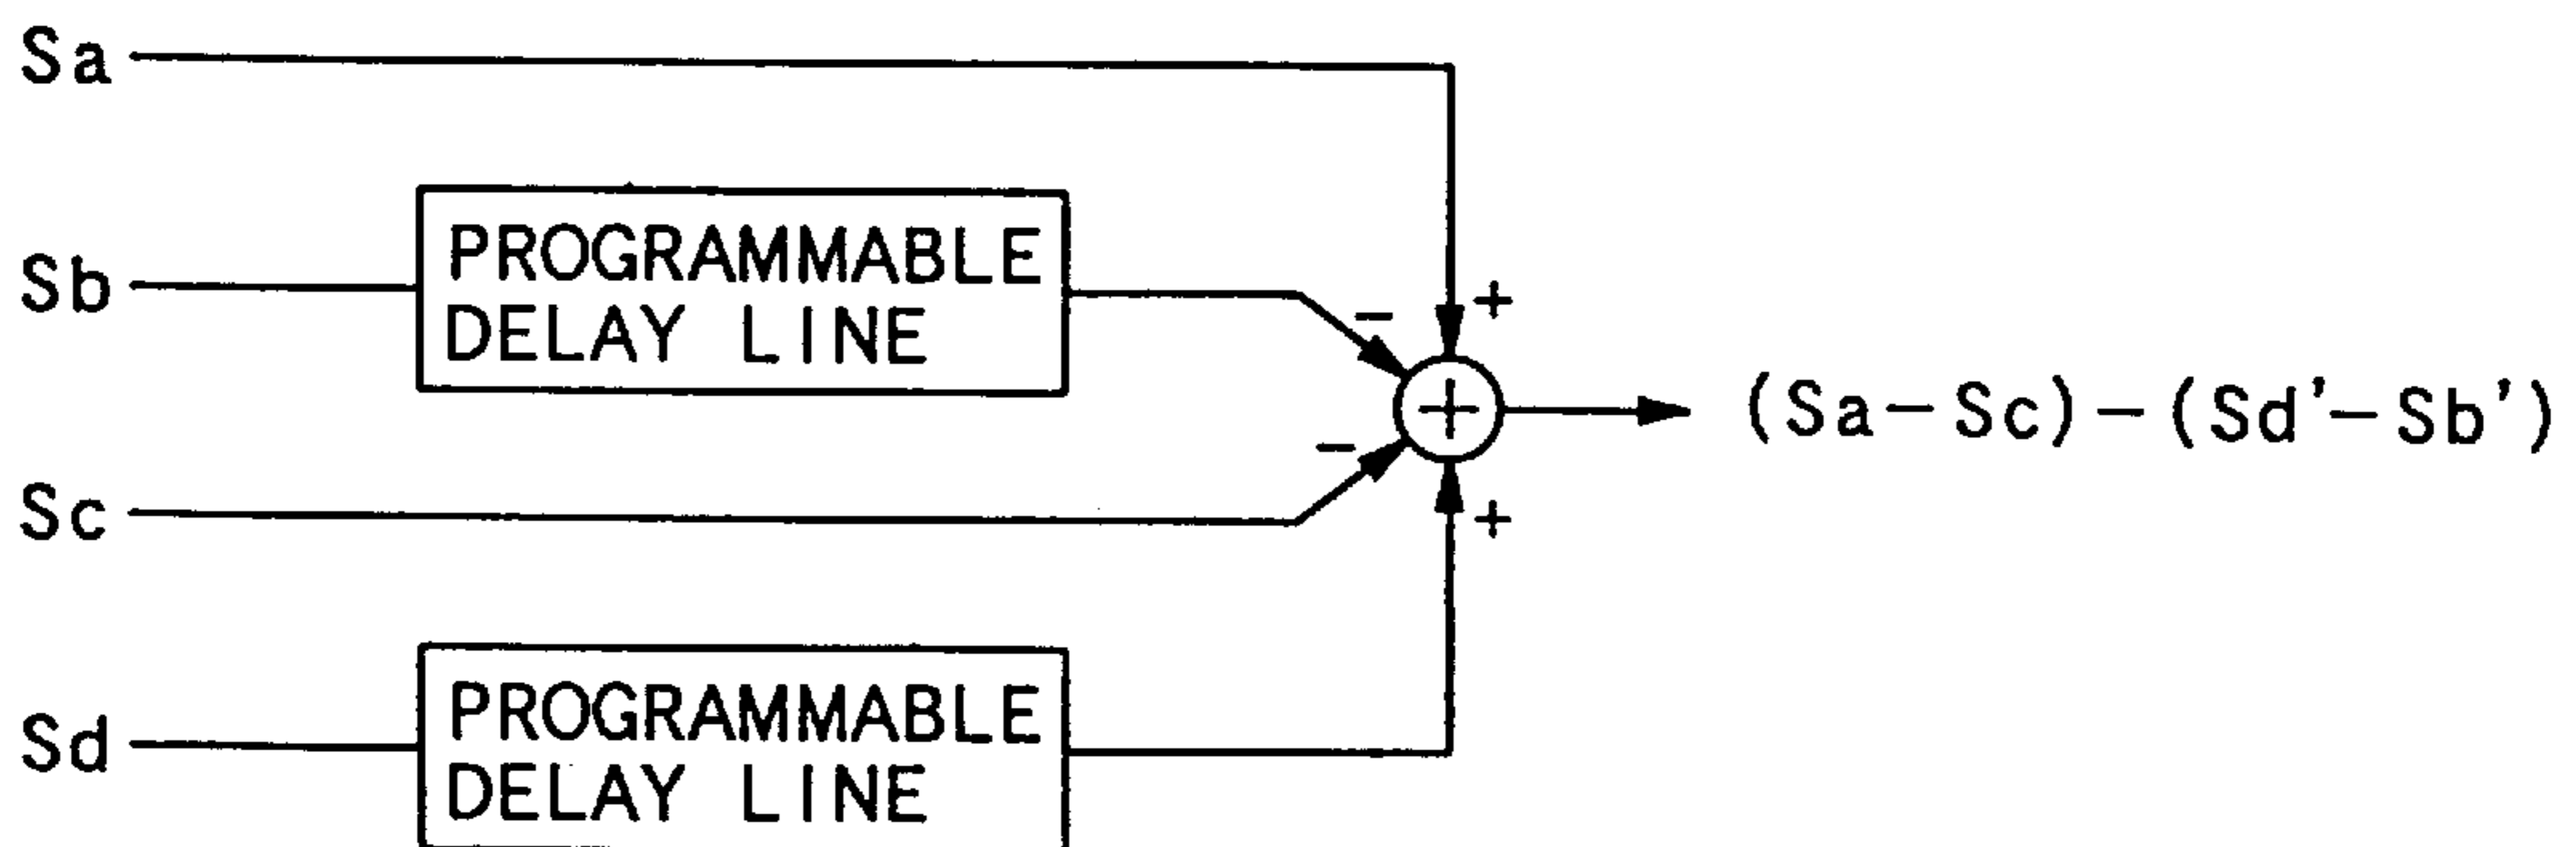 Sa
Sb
PROGRAMMABLE
DELAY LINE
-
+
+
(Sa-Sc)-(Sd'-Sb')
-
Sc
+
Sd
PROGRAMMABLE
DELAY LINE